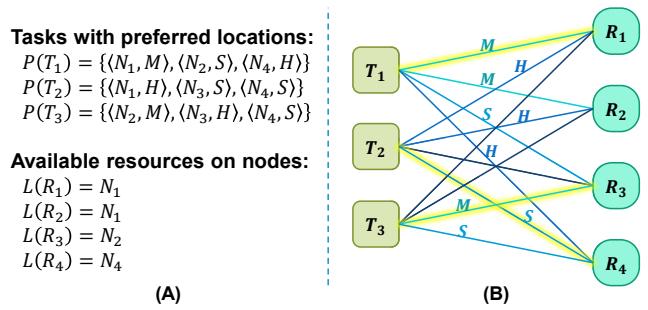 Tasks with preferred locations:
P(T₁) = {⟨N₁, M⟩, ⟨N₂, S⟩, ⟨N₄, H⟩}
P(T₂) = {⟨N₁, H⟩, ⟨N₃, S⟩, ⟨N₄, S⟩}
P(T₃) = {⟨N₂, M⟩, ⟨N₃, H⟩, ⟨N₄, S⟩}
Available resources on nodes:
L(R₁) = N₁
L(R₂) = N₁
L(R₃) = N₂
L(R₄) = N₄
(A)
T₁
T₂
T₃
M
H
M
S
H
H
M
S
S
R₁
R₂
R₃
R₄
(B)